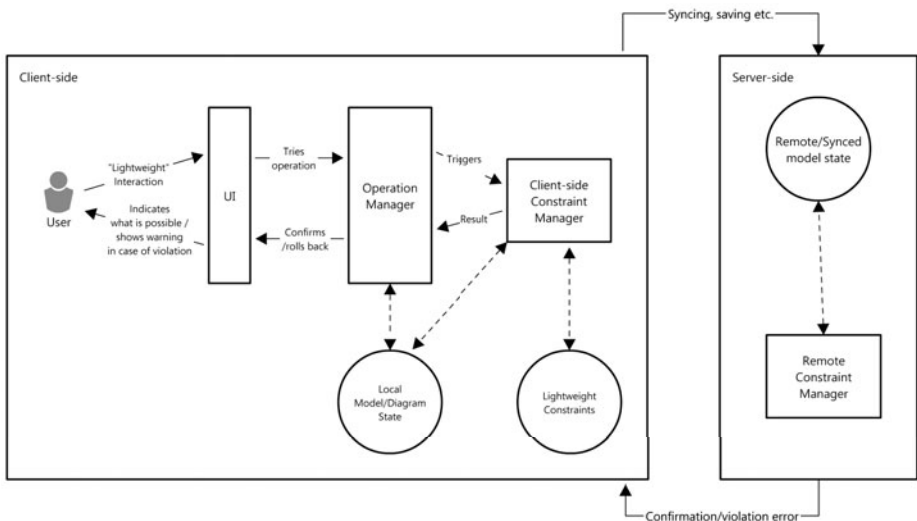 Syncing, saving etc.
Client-side
Server-side
"Lightweight"
Interaction
User
Indicates
what is possible /
shows warning
in case of violation
UI
Tries
operation
Confirms
/rolls back
Operation
Manager
Triggers
Result
Client-side
Constraint
Manager
Local
Model/Diagram
State
Lightweight
Constraints
Remote/Synced
model state
Remote
Constraint
Manager
Confirmation/violation error